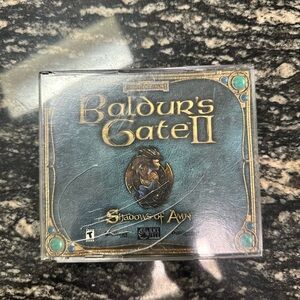 Baldur's
Gate II
Shadows of Amn
T